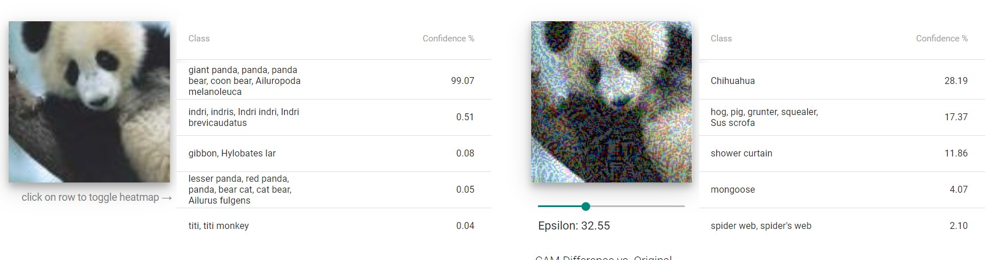 Class Confidence %
giant panda, panda, panda
bear, coon bear, Ailuropoda
melanoleuca
99.07
indri, indris, Indri indri, Indri
brevicaudatus
0.51
gibbon, Hylobates lar 0.08
lesser panda, red panda,
panda, bear cat, cat bear,
Ailurus fulgens
0.05
titi, titi monkey 0.04
click on row to toggle heatmap →
Class Confidence %
Chihuahua 28.19
hog, pig, grunter, squealer,
Sus scrofa
17.37
shower curtain 11.86
mongoose 4.07
spider web, spider's web 2.10
Epsilon: 32.55
CAM Difference vs. Original